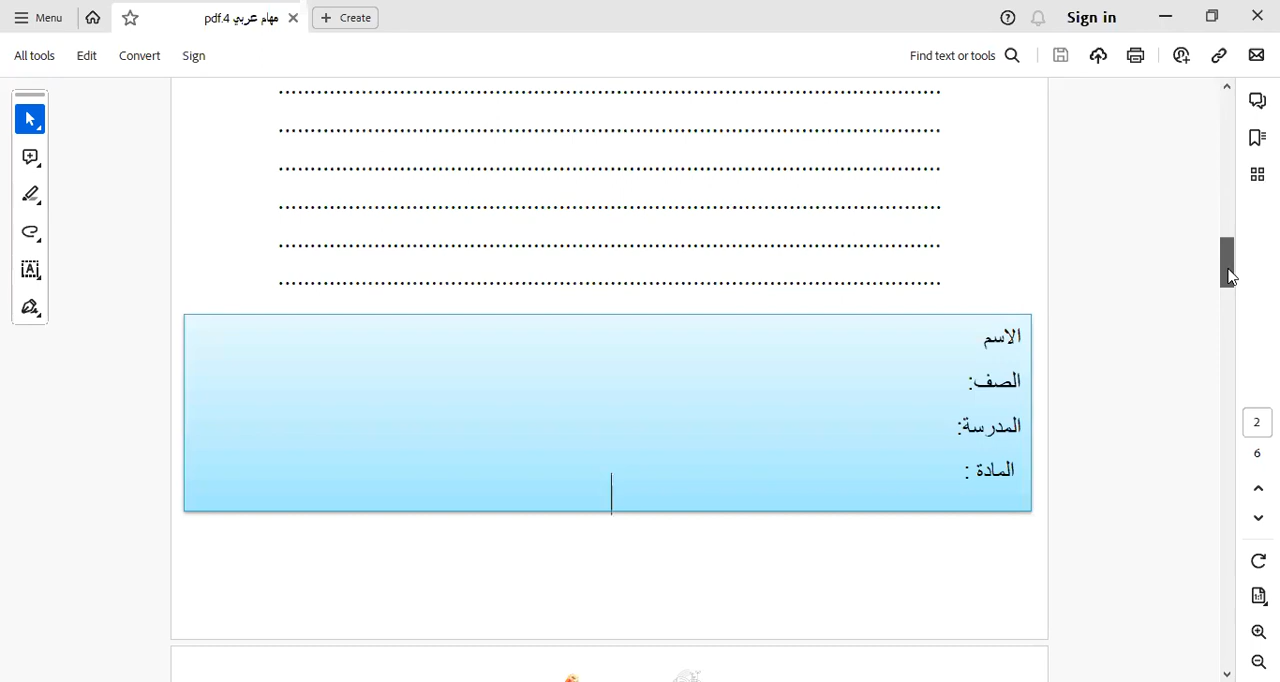 Menu
مهام عربي 4.pdf
Create
Sign in
All tools
Edit
Convert
Sign
Find text or tools
........................................................................................................
........................................................................................................
........................................................................................................
........................................................................................................
........................................................................................................
........................................................................................................
الاسم
الصف:
المدرسة:
المادة :
2
6